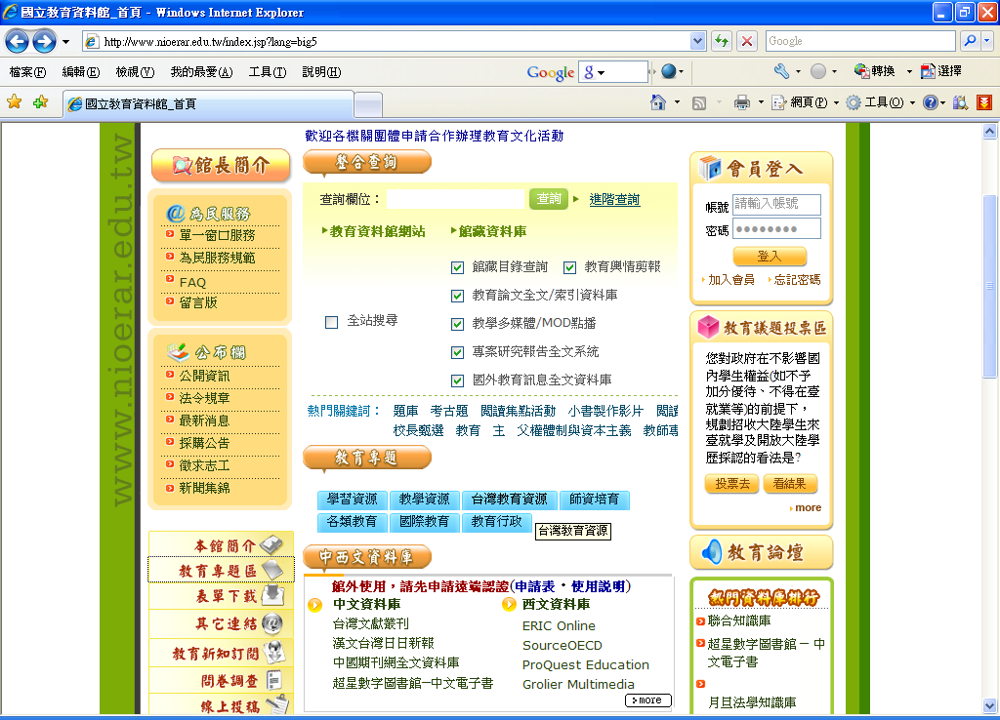 國立教育資料館_首頁 - Windows Internet Explorer
http://www.nioerar.edu.tw/index.jsp?lang=big5
Google
檔案(F) 編輯(E) 檢視(V) 我的最愛(A) 工具(T) 說明(H)
Google g 轉換 選擇
國立教育資料館_首頁
網頁(P) 工具(O)
www.nioerar.edu.tw
館長簡介
為民服務
單一窗口服務
為民服務規範
FAQ
留言版
公布欄
公開資訊
法令規章
最新消息
採購公告
徵求志工
新聞集錦
本館簡介
教育專題區
表單下載
其它連結
教育新知訂閱
問卷調查
線上投稿
歡迎各機關團體申請合作辦理教育文化活動
整合查詢
查詢欄位： 查詢 進階查詢
教育資料館網站 館藏資料庫
全站搜尋
館藏目錄查詢 教育輿情剪報
教育論文全文/索引資料庫
教學多媒體/MOD點播
專案研究報告全文系統
國外教育訊息全文資料庫
熱門關鍵詞： 題庫 考古題 閱讀集點活動 小書製作影片 閱讀
校長甄選 教育 主 父權體制與資本主義 教師專
教育專題
學習資源 教學資源 台灣教育資源 師資培育
各類教育 國際教育 教育行政
台灣教育資源
中西文資料庫
館外使用，請先申請遠端認證(申請表‧使用說明)
中文資料庫
台灣文獻叢刊
漢文台灣日日新報
中國期刊網全文資料庫
超星數字圖書館─中文電子書
西文資料庫
ERIC Online
SourceOECD
ProQuest Education
Grolier Multimedia
more
會員登入
帳號 請輸入帳號
密碼 ●●●●●●●●
登入
加入會員 忘記密碼
教育議題投票區
您對政府在不影響國
內學生權益(如不予
加分優待、不得在臺
就業等)的前提下，
規劃招收大陸學生來
臺就學及開放大陸學
歷採認的看法是?
投票去 看結果
more
教育論壇
熱門資料庫排行
聯合知識庫
超星數字圖書館 ─ 中
文電子書
月旦法學知識庫